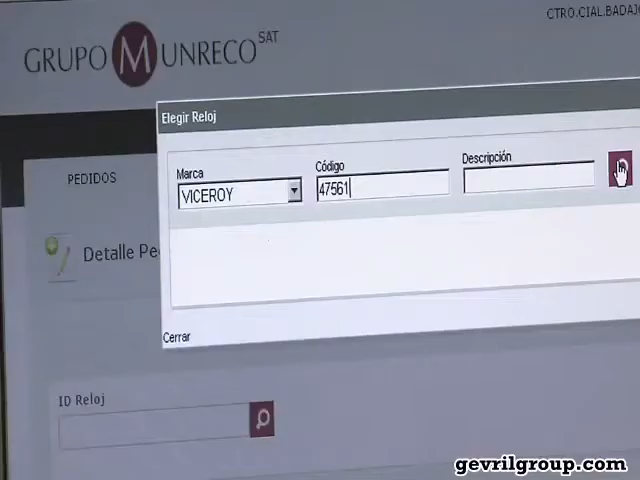 CTRO.CIAL.BADAJ
GRUPO MUNRECO SAT
Elegir Reloj
Marca
Código
Descripción
VICEROY
47561
PEDIDOS
Detalle Pe
Cerrar
ID Reloj
gevrilgroup.com